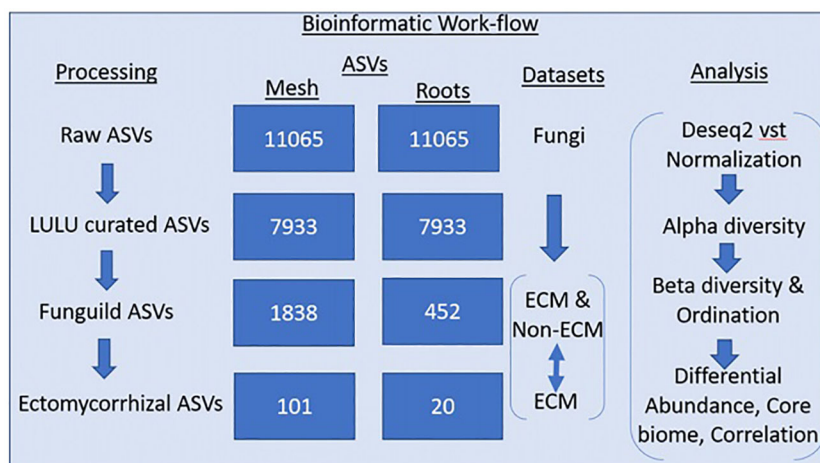 Bioinformatic Work-flow
Processing
ASVs
Mesh
Roots
Datasets
Analysis
Raw ASVs
11065
11065
Fungi
Deseq2 vst
Normalization
LULU curated ASVs
7933
7933
Alpha diversity
Funguild ASVs
1838
452
ECM &
Non-ECM
Beta diversity &
Ordination
Ectomycorrhizal ASVs
101
20
ECM
Differential
Abundance, Core
biome, Correlation